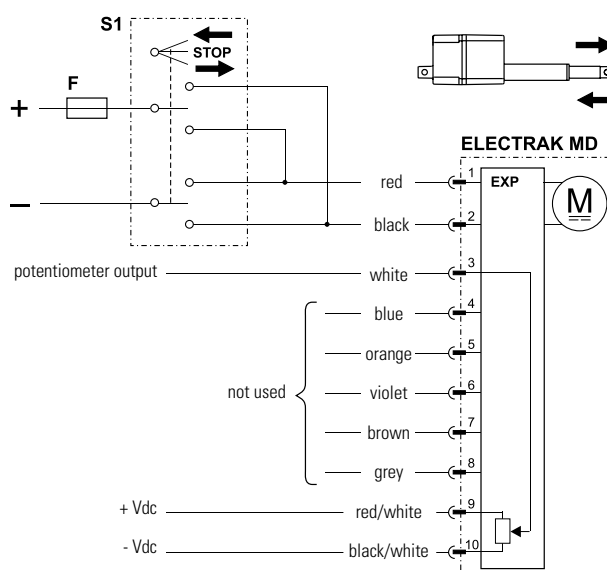 S1
STOP
F
+
–
ELECTRAK MD
EXP
M
red 1
black 2
potentiometer output white 3
blue 4
orange 5
not used violet 6
brown 7
grey 8
+ Vdc red/white 9
- Vdc black/white 10